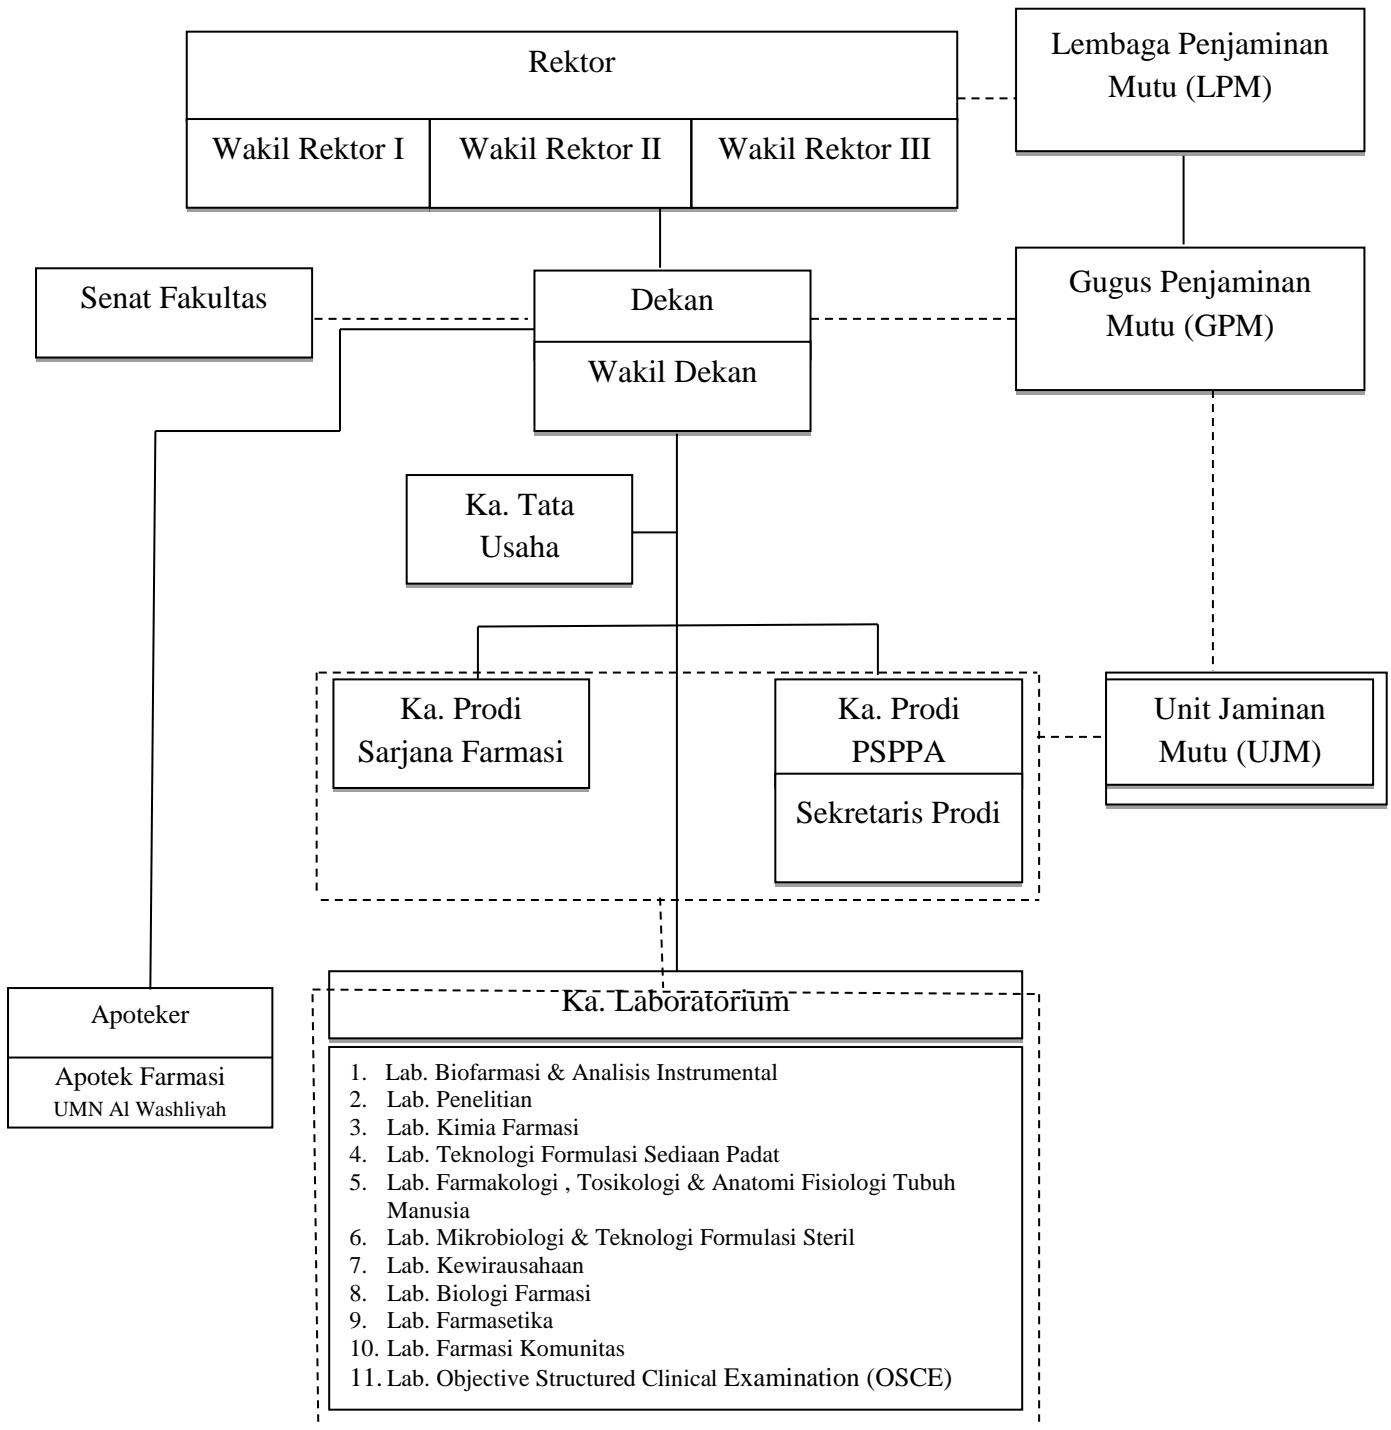 Rektor
Wakil Rektor I
Wakil Rektor II
Wakil Rektor III
Lembaga Penjaminan
Mutu (LPM)
Senat Fakultas
Dekan
Wakil Dekan
Gugus Penjaminan
Mutu (GPM)
Ka. Tata
Usaha
Ka. Prodi
Sarjana Farmasi
Ka. Prodi
PSPPA
Sekretaris Prodi
Unit Jaminan
Mutu (UJM)
Apoteker
Apotek Farmasi
UMN Al Washliyah
Ka. Laboratorium
1. Lab. Biofarmasi & Analisis Instrumental
2. Lab. Penelitian
3. Lab. Kimia Farmasi
4. Lab. Teknologi Formulasi Sediaan Padat
5. Lab. Farmakologi , Tosikologi & Anatomi Fisiologi Tubuh
Manusia
6. Lab. Mikrobiologi & Teknologi Formulasi Steril
7. Lab. Kewirausahaan
8. Lab. Biologi Farmasi
9. Lab. Farmasetika
10. Lab. Farmasi Komunitas
11. Lab. Objective Structured Clinical Examination (OSCE)